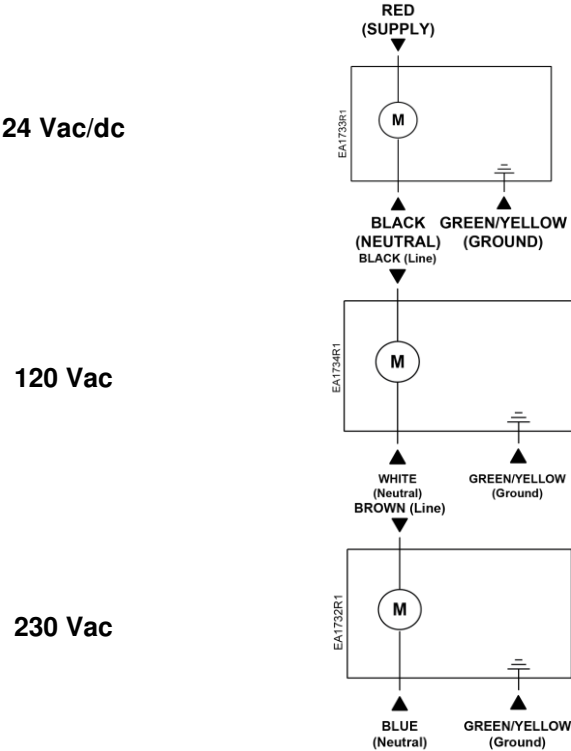 RED
(SUPPLY)
24 Vac/dc
EA1733R1
M
BLACK GREEN/YELLOW
(NEUTRAL) (GROUND)
BLACK (Line)
120 Vac
EA1734R1
M
WHITE GREEN/YELLOW
(Neutral) (Ground)
BROWN (Line)
230 Vac
EA1732R1
M
BLUE GREEN/YELLOW
(Neutral) (Ground)